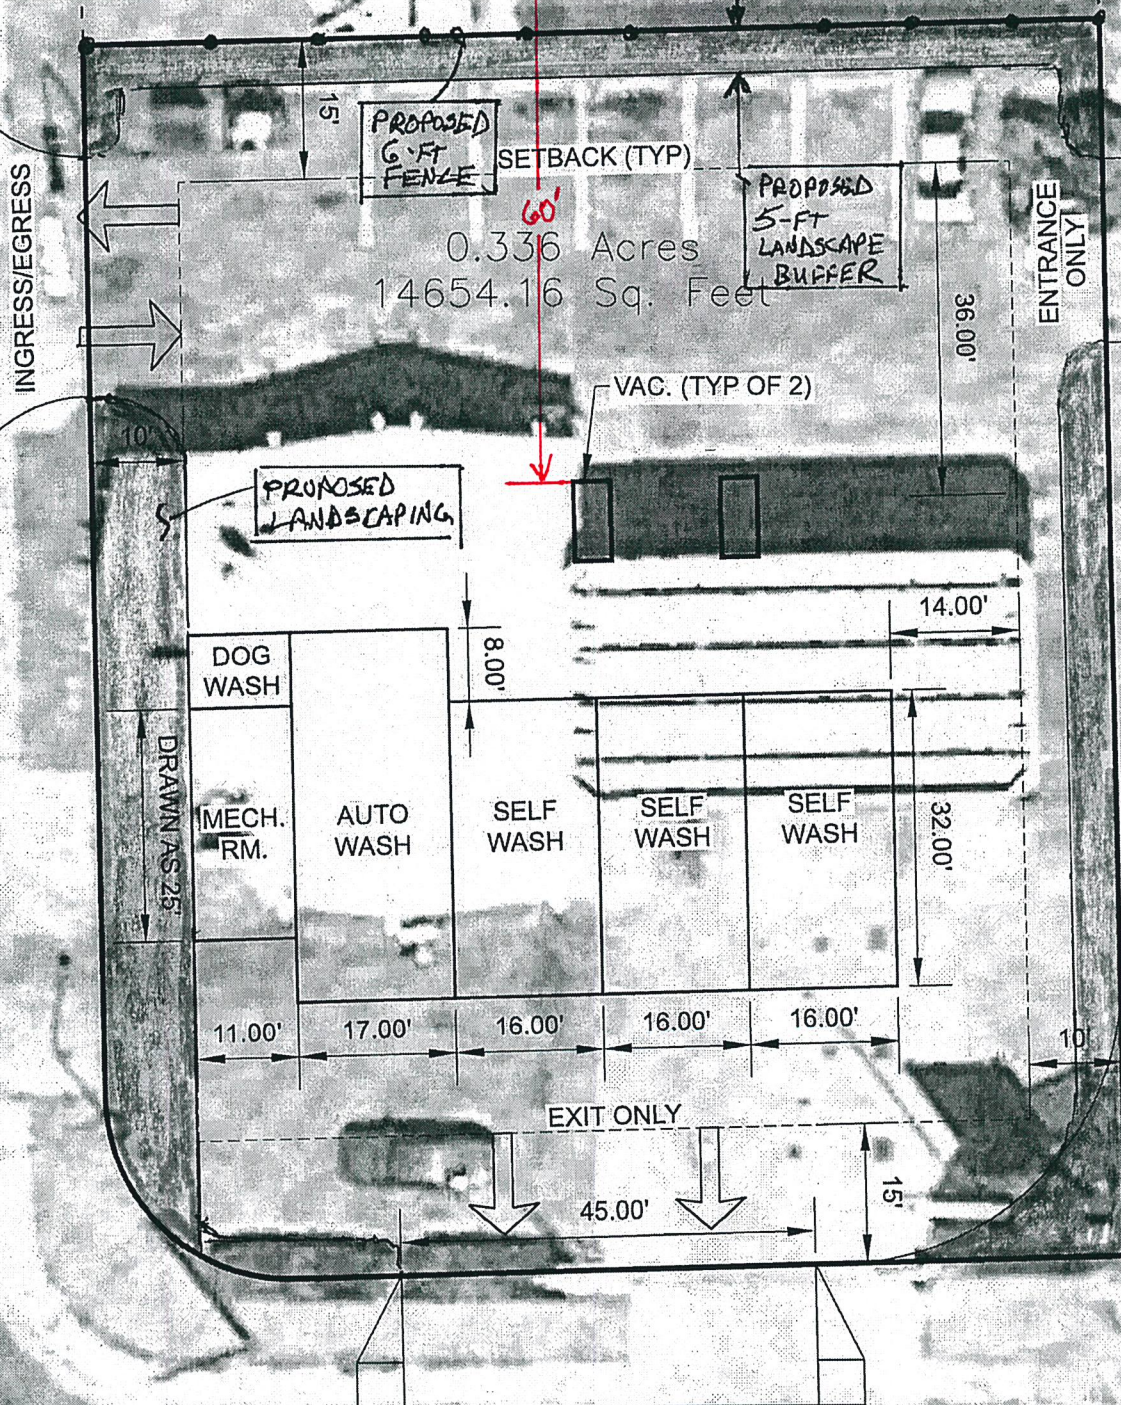 15'
PROPOSED
6-FT
FENCE
SETBACK (TYP)
60'
PROPOSED
5-FT
LANDSCAPE
BUFFER
0.336 Acres
14654.16 Sq. Feet
INGRESS/EGRESS
ENTRANCE
ONLY
36.00'
VAC. (TYP OF 2)
10'
PROPOSED
LANDSCAPING
14.00'
8.00'
DOG
WASH
DRAWN AS 25'
MECH.
RM.
AUTO
WASH
SELF
WASH
SELF
WASH
SELF
WASH
32.00'
11.00'
17.00'
16.00'
16.00'
16.00'
10'
EXIT ONLY
15'
45.00'